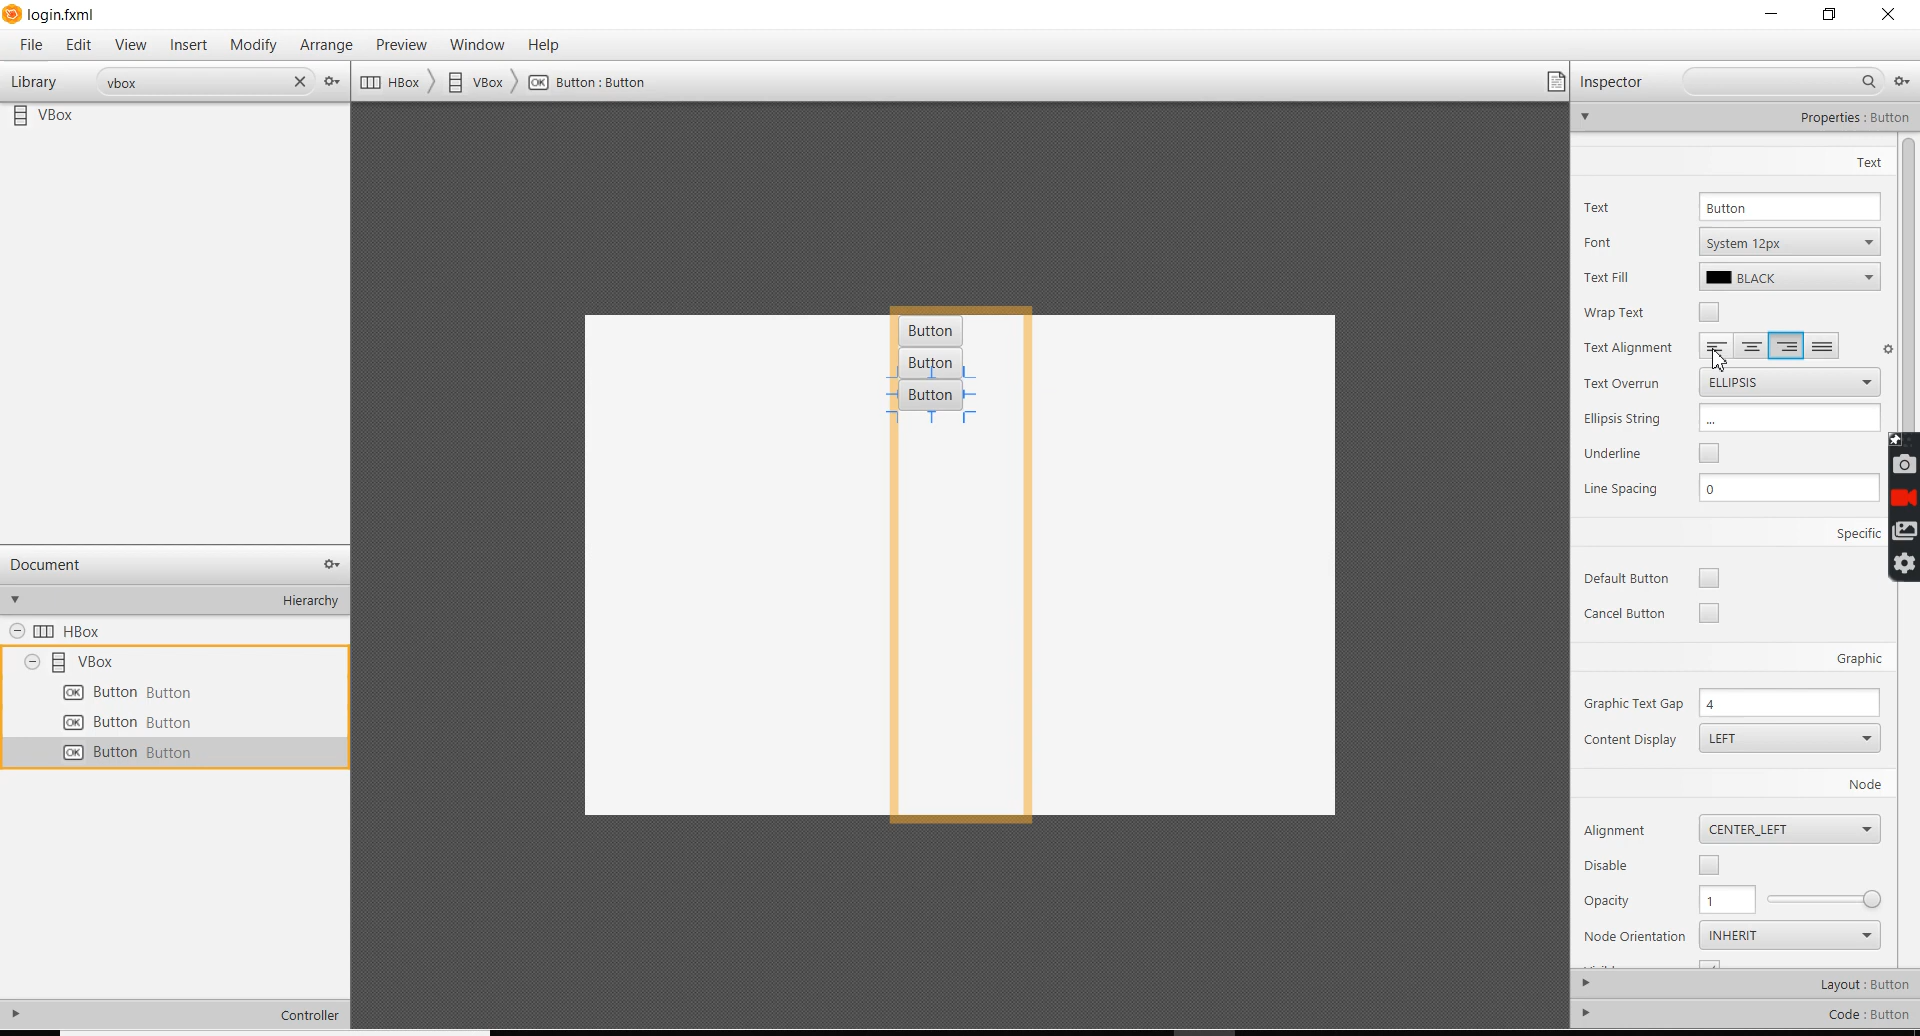 login.fxml
File Edit View Insert Modify Arrange Preview Window Help
Library vbox
HBox VBox OK Button : Button
Inspector
VBox
Properties : Button
Text
Text Button
Font System 12px
Text Fill BLACK
Wrap Text
Text Alignment
Text Overrun ELLIPSIS
Ellipsis String ...
Underline
Line Spacing 0
Specific
Default Button
Cancel Button
Graphic
Graphic Text Gap 4
Content Display LEFT
Node
Alignment CENTER_LEFT
Disable
Opacity 1
Node Orientation INHERIT
Layout : Button
Code : Button
Button
Button
Button
Document
Hierarchy
HBox
VBox
OK Button Button
OK Button Button
OK Button Button
Controller